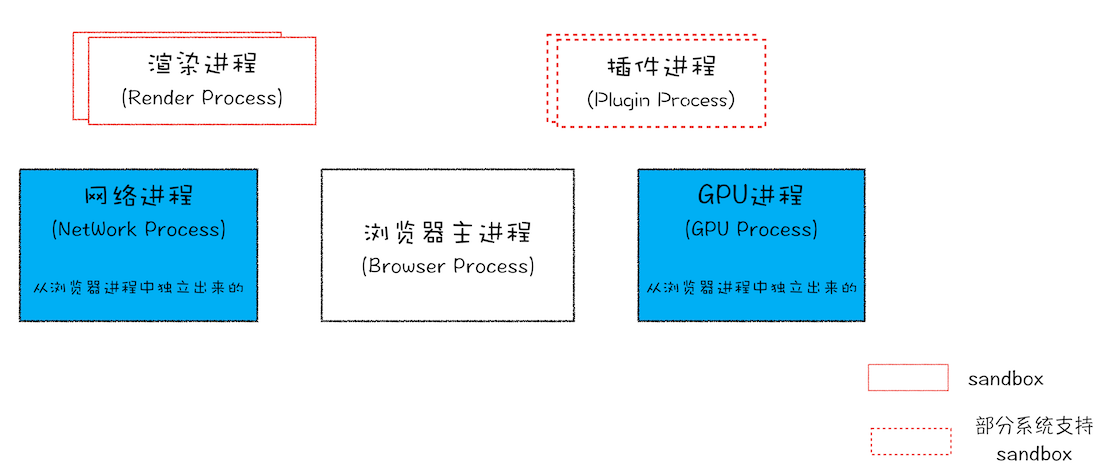 渲染进程
(Render Process)
插件进程
(Plugin Process)
网络进程
(NetWork Process)
从浏览器进程中独立出来的
浏览器主进程
(Browser Process)
GPU进程
(GPU Process)
从浏览器进程中独立出来的
sandbox
部分系统支持
sandbox